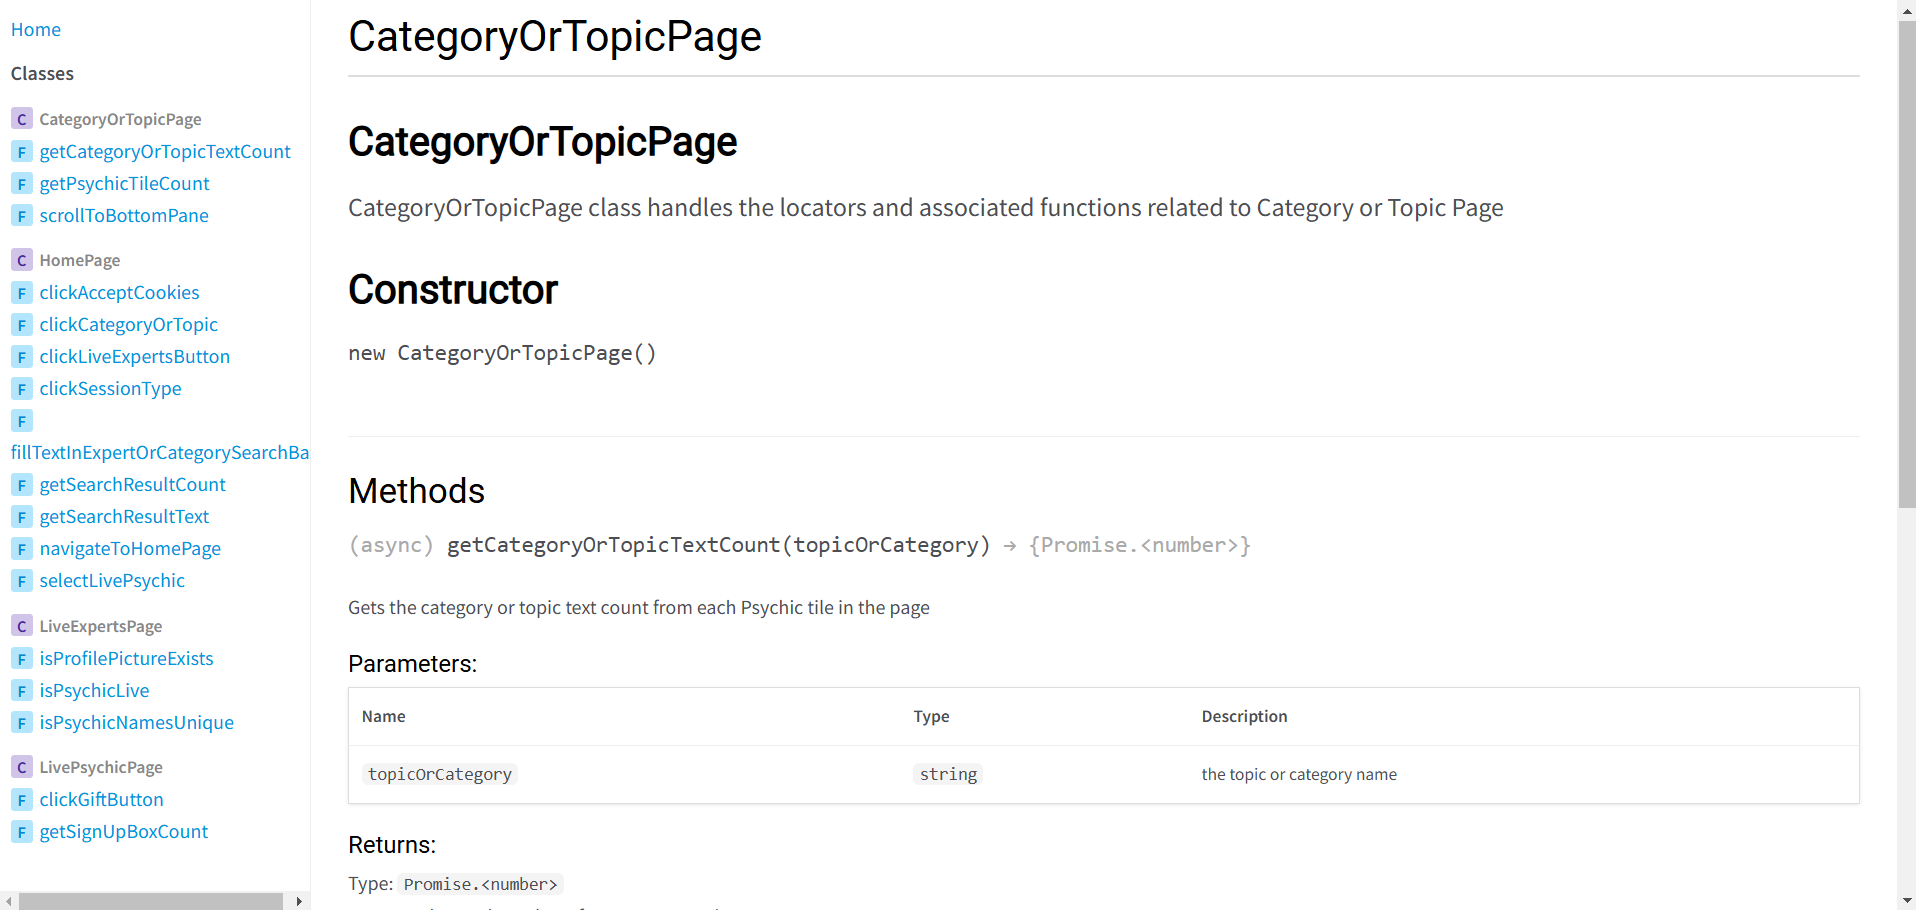 Home
Classes
C CategoryOrTopicPage
F getCategoryOrTopicTextCount
F getPsychicTileCount
F scrollToBottomPane
C HomePage
F clickAcceptCookies
F clickCategoryOrTopic
F clickLiveExpertsButton
F clickSessionType
F
fillTextInExpertOrCategorySearchBa
F getSearchResultCount
F getSearchResultText
F navigateToHomePage
F selectLivePsychic
C LiveExpertsPage
F isProfilePictureExists
F isPsychicLive
F isPsychicNamesUnique
C LivePsychicPage
F clickGiftButton
F getSignUpBoxCount
CategoryOrTopicPage
CategoryOrTopicPage
CategoryOrTopicPage class handles the locators and associated functions related to Category or Topic Page
Constructor
new CategoryOrTopicPage()
Methods
(async) getCategoryOrTopicTextCount(topicOrCategory) → {Promise.<number>}
Gets the category or topic text count from each Psychic tile in the page
Parameters:
Name Type Description
topicOrCategory string the topic or category name
Returns:
Type: Promise.<number>